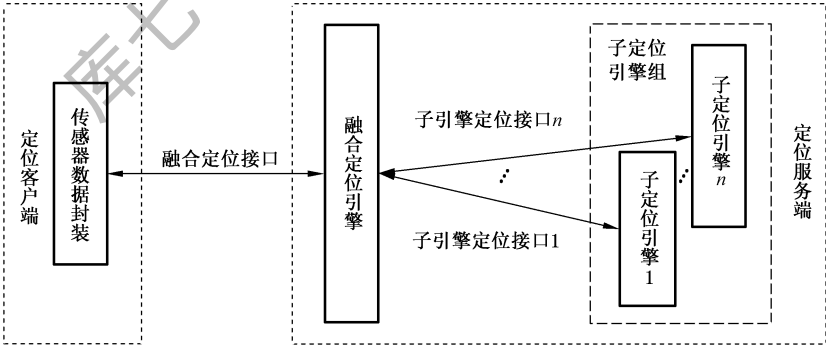 定位客户端
传感器数据封装
融合定位接口
融合定位引擎
子引擎定位接口n
子引擎定位接口1
子定位
引擎组
子定位引擎n
子定位引擎1
定位服务端
库七